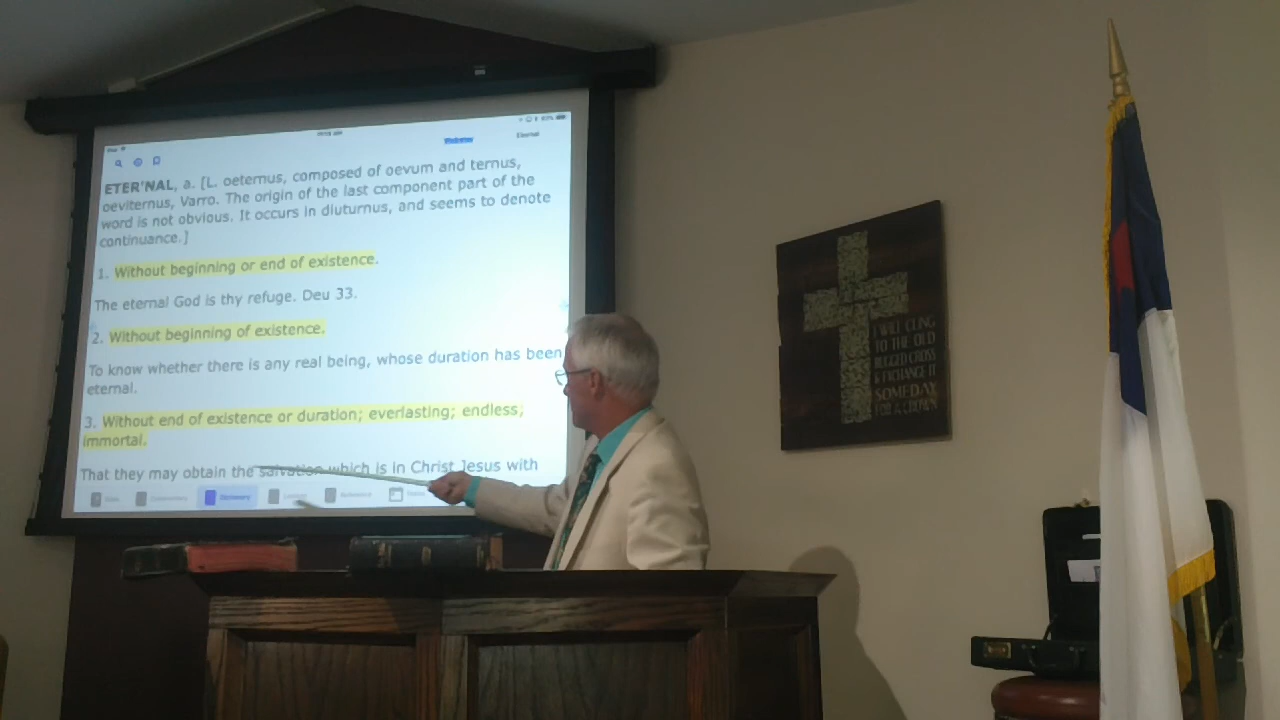 Webster Eternal
ETER'NAL, a. [L. oeternus, composed of oevum and ternus,
oeviternus, Varro. The origin of the last component part of the
word is not obvious. It occurs in diuturnus, and seems to denote
continuance.]
1. Without beginning or end of existence.
The eternal God is thy refuge. Deu 33.
2. Without beginning of existence.
To know whether there is any real being, whose duration has been
eternal.
3. Without end of existence or duration; everlasting; endless;
immortal.
That they may obtain the salvation which is in Christ Jesus with
Commentary Dictionary
I WILL CLING
TO THE OLD
RUGGED CROSS
& EXCHANGE IT
SOMEDAY
FOR A CROWN